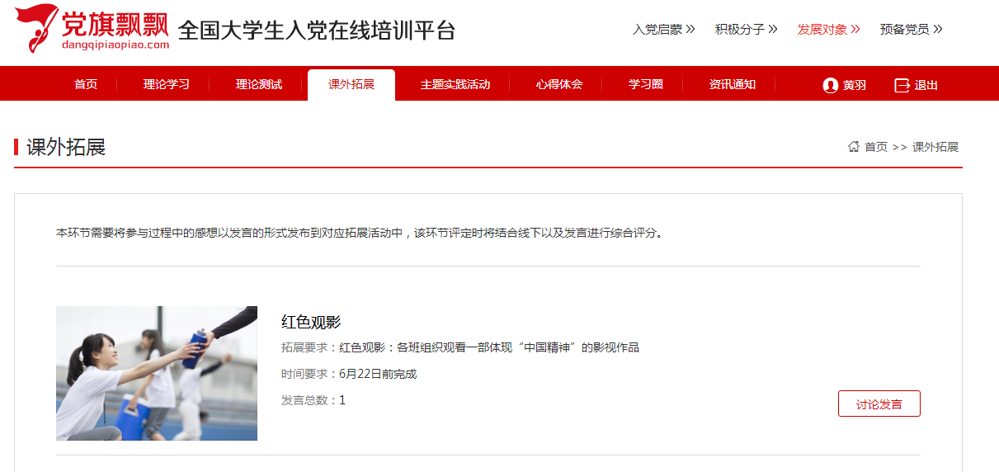 党旗飘飘
dangqipiaopiao.com
全国大学生入党在线培训平台
入党启蒙 >> 积极分子 >> 发展对象 >> 预备党员 >>
首页 理论学习 理论测试 课外拓展 主题实践活动 心得体会 学习圈 资讯通知 黄羽 退出
课外拓展
首页 >> 课外拓展
本环节需要将参与过程中的感想以发言的形式发布到对应拓展活动中，该环节评定时将结合线下以及发言进行综合评分。
红色观影
拓展要求：红色观影：各班组织观看一部体现“中国精神”的影视作品
时间要求：6月22日前完成
发言总数：1
讨论发言